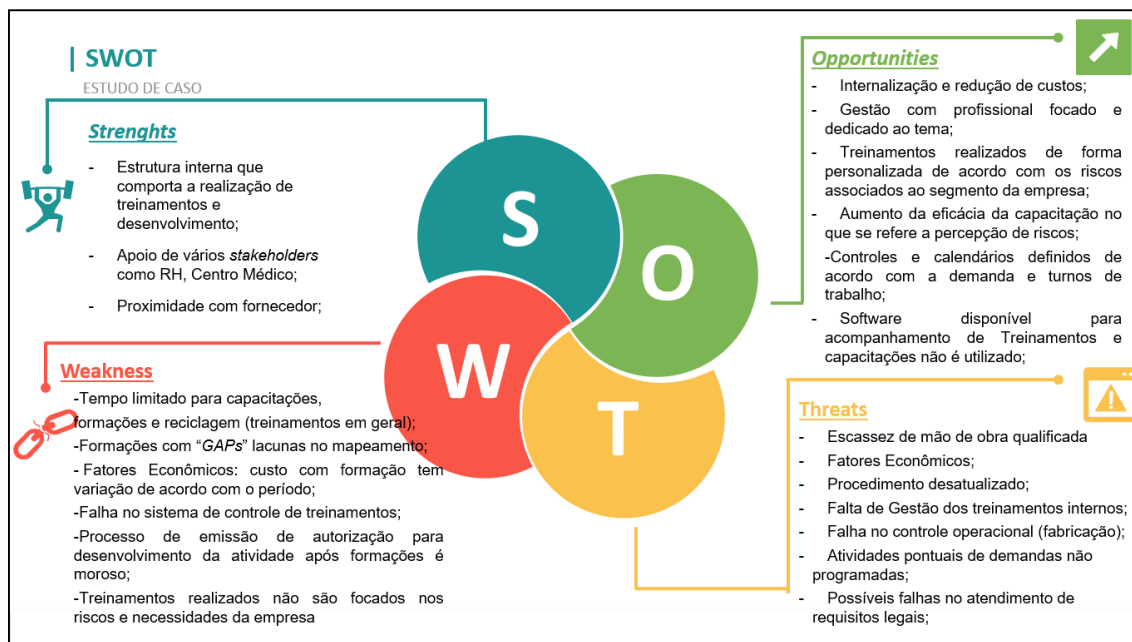 | SWOT
ESTUDO DE CASO
Strenghts
- Estrutura interna que
comporta a realização de
treinamentos e
desenvolvimento;
- Apoio de vários stakeholders
como RH, Centro Médico;
- Proximidade com fornecedor;
Weakness
-Tempo limitado para capacitações,
formações e reciclagem (treinamentos em geral);
-Formações com “GAPs” lacunas no mapeamento;
- Fatores Econômicos: custo com formação tem
variação de acordo com o período;
-Falha no sistema de controle de treinamentos;
-Processo de emissão de autorização para
desenvolvimento da atividade após formações é
moroso;
-Treinamentos realizados não são focados nos
riscos e necessidades da empresa
S
O
W
T
Opportunities
- Internalização e redução de custos;
- Gestão com profissional focado e
dedicado ao tema;
- Treinamentos realizados de forma
personalizada de acordo com os riscos
associados ao segmento da empresa;
- Aumento da eficácia da capacitação no
que se refere a percepção de riscos;
-Controles e calendários definidos de
acordo com a demanda e turnos de
trabalho;
- Software disponível para
acompanhamento de Treinamentos e
capacitações não é utilizado;
Threats
- Escassez de mão de obra qualificada
- Fatores Econômicos;
- Procedimento desatualizado;
- Falta de Gestão dos treinamentos internos;
- Falha no controle operacional (fabricação);
- Atividades pontuais de demandas não
programadas;
- Possíveis falhas no atendimento de
requisitos legais;